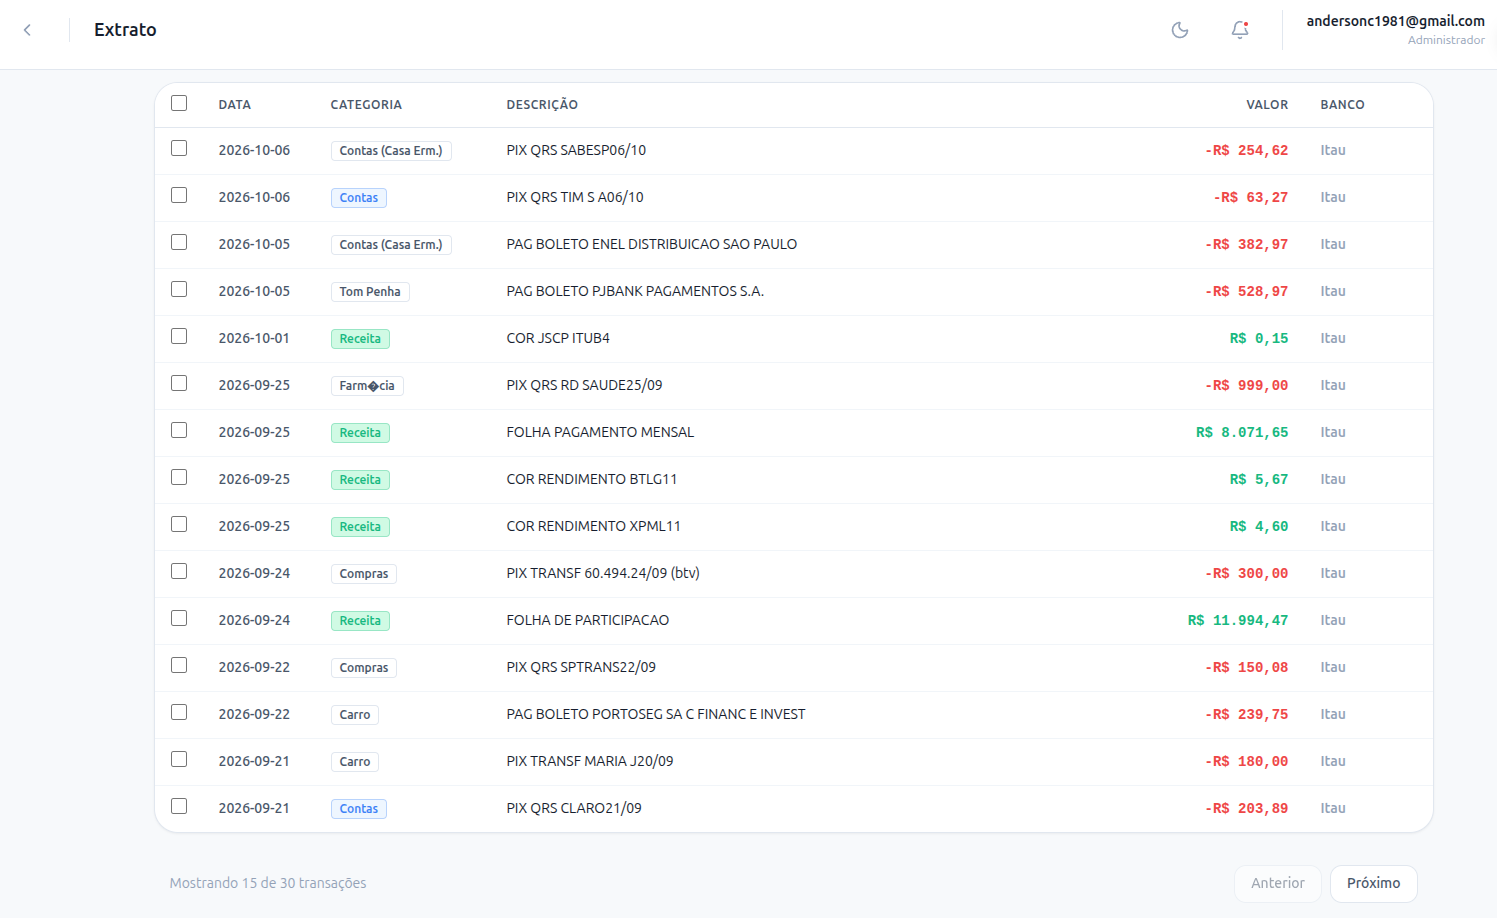 Extrato
andersonc1981@gmail.com
Administrador
DATA CATEGORIA DESCRIÇÃO VALOR BANCO
2026-10-06 Contas (Casa Erm.) PIX QRS SABESP06/10 -R$ 254,62 Itau
2026-10-06 Contas PIX QRS TIM S A06/10 -R$ 63,27 Itau
2026-10-05 Contas (Casa Erm.) PAG BOLETO ENEL DISTRIBUICAO SAO PAULO -R$ 382,97 Itau
2026-10-05 Tom Penha PAG BOLETO PJBANK PAGAMENTOS S.A. -R$ 528,97 Itau
2026-10-01 Receita COR JSCP ITUB4 R$ 0,15 Itau
2026-09-25 Farm�cia PIX QRS RD SAUDE25/09 -R$ 999,00 Itau
2026-09-25 Receita FOLHA PAGAMENTO MENSAL R$ 8.071,65 Itau
2026-09-25 Receita COR RENDIMENTO BTLG11 R$ 5,67 Itau
2026-09-25 Receita COR RENDIMENTO XPML11 R$ 4,60 Itau
2026-09-24 Compras PIX TRANSF 60.494.24/09 (btv) -R$ 300,00 Itau
2026-09-24 Receita FOLHA DE PARTICIPACAO R$ 11.994,47 Itau
2026-09-22 Compras PIX QRS SPTRANS22/09 -R$ 150,08 Itau
2026-09-22 Carro PAG BOLETO PORTOSEG SA C FINANC E INVEST -R$ 239,75 Itau
2026-09-21 Carro PIX TRANSF MARIA J20/09 -R$ 180,00 Itau
2026-09-21 Contas PIX QRS CLARO21/09 -R$ 203,89 Itau
Mostrando 15 de 30 transações Anterior Próximo